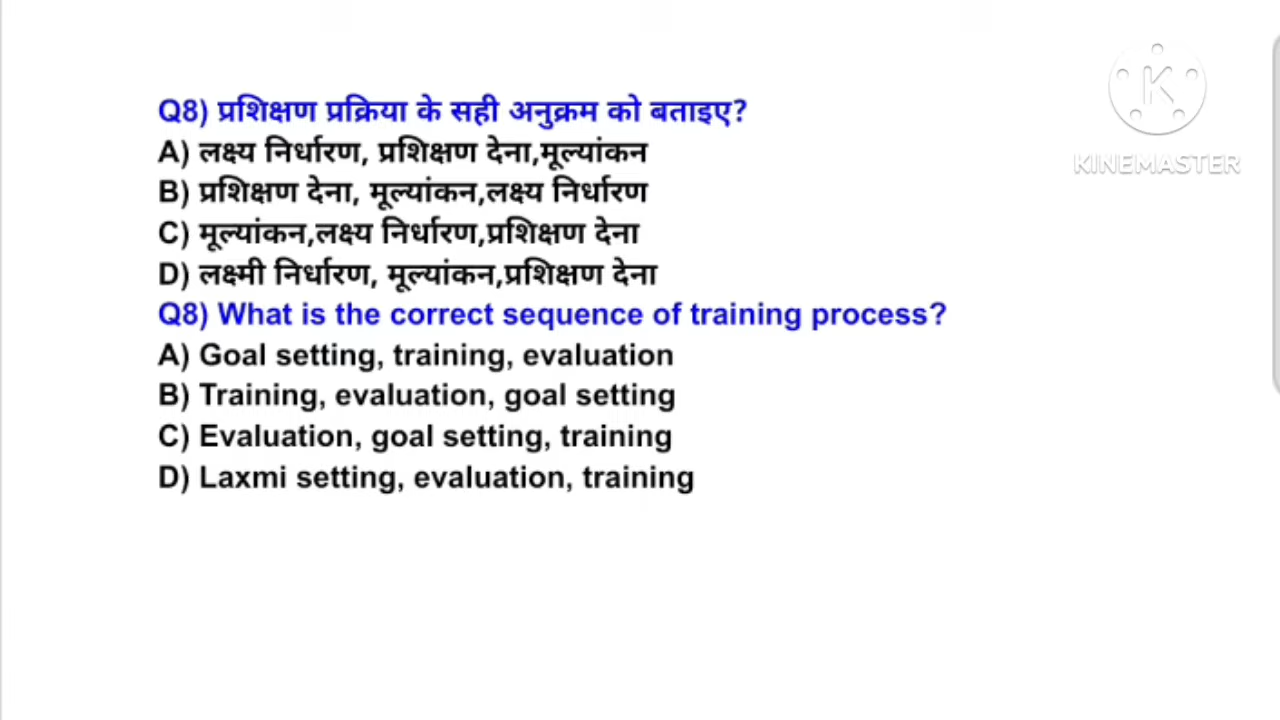 Q8) प्रशिक्षण प्रक्रिया के सही अनुक्रम को बताइए?
A) लक्ष्य निर्धारण, प्रशिक्षण देना,मूल्यांकन
B) प्रशिक्षण देना, मूल्यांकन,लक्ष्य निर्धारण
C) मूल्यांकन,लक्ष्य निर्धारण,प्रशिक्षण देना
D) लक्ष्मी निर्धारण, मूल्यांकन,प्रशिक्षण देना
Q8) What is the correct sequence of training process?
A) Goal setting, training, evaluation
B) Training, evaluation, goal setting
C) Evaluation, goal setting, training
D) Laxmi setting, evaluation, training
K
KINEMASTER